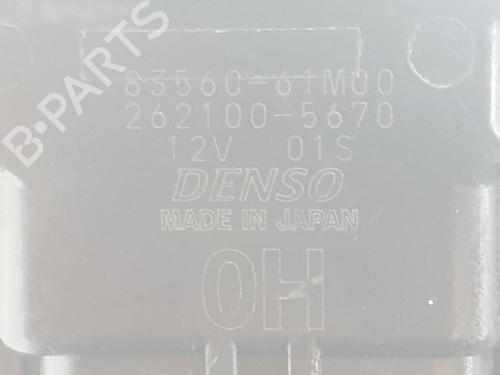 B-PARTS
83560-61M00
262100-5670
12V 01S
DENSO
MADE IN JAPAN
0H